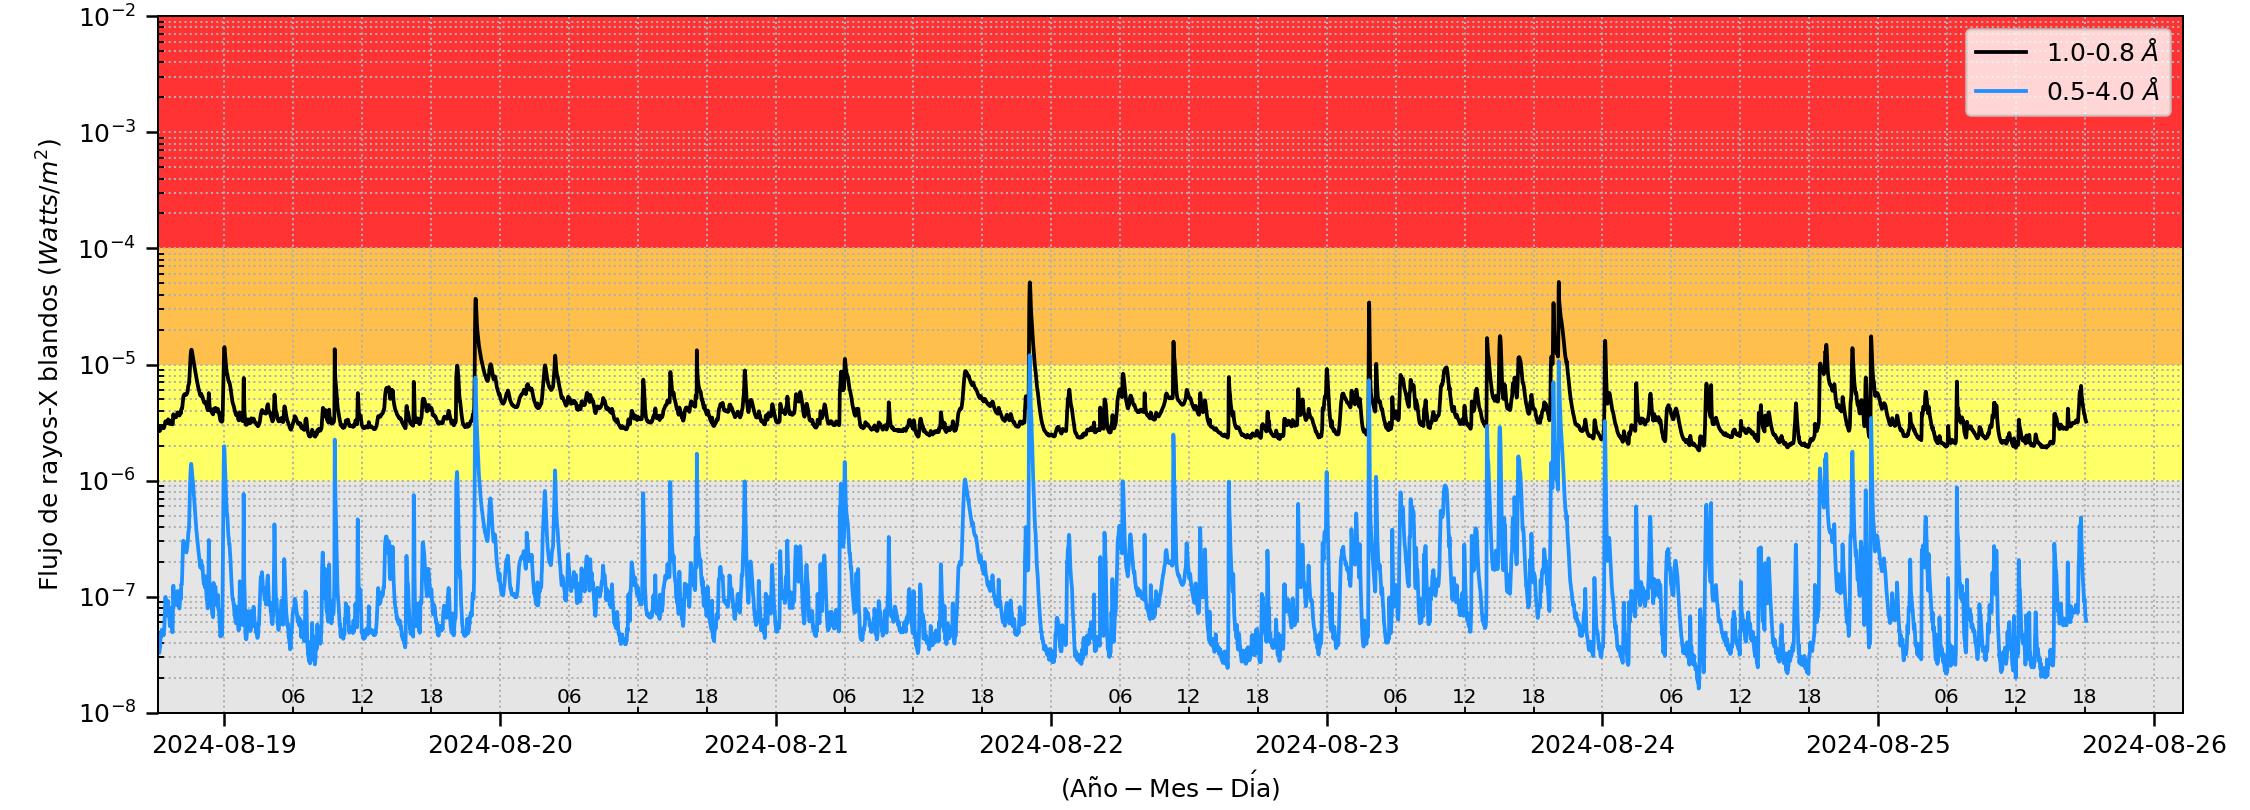 10⁻²
10⁻³
10⁻⁴
10⁻⁵
10⁻⁶
10⁻⁷
10⁻⁸
Flujo de rayos-X blandos (Watts/m²)
1.0-0.8 Å
0.5-4.0 Å
06 12 18 06 12 18 06 12 18 06 12 18 06 12 18 06 12 18 06 12 18
2024-08-19 2024-08-20 2024-08-21 2024-08-22 2024-08-23 2024-08-24 2024-08-25 2024-08-26
(Año − Mes − Día)